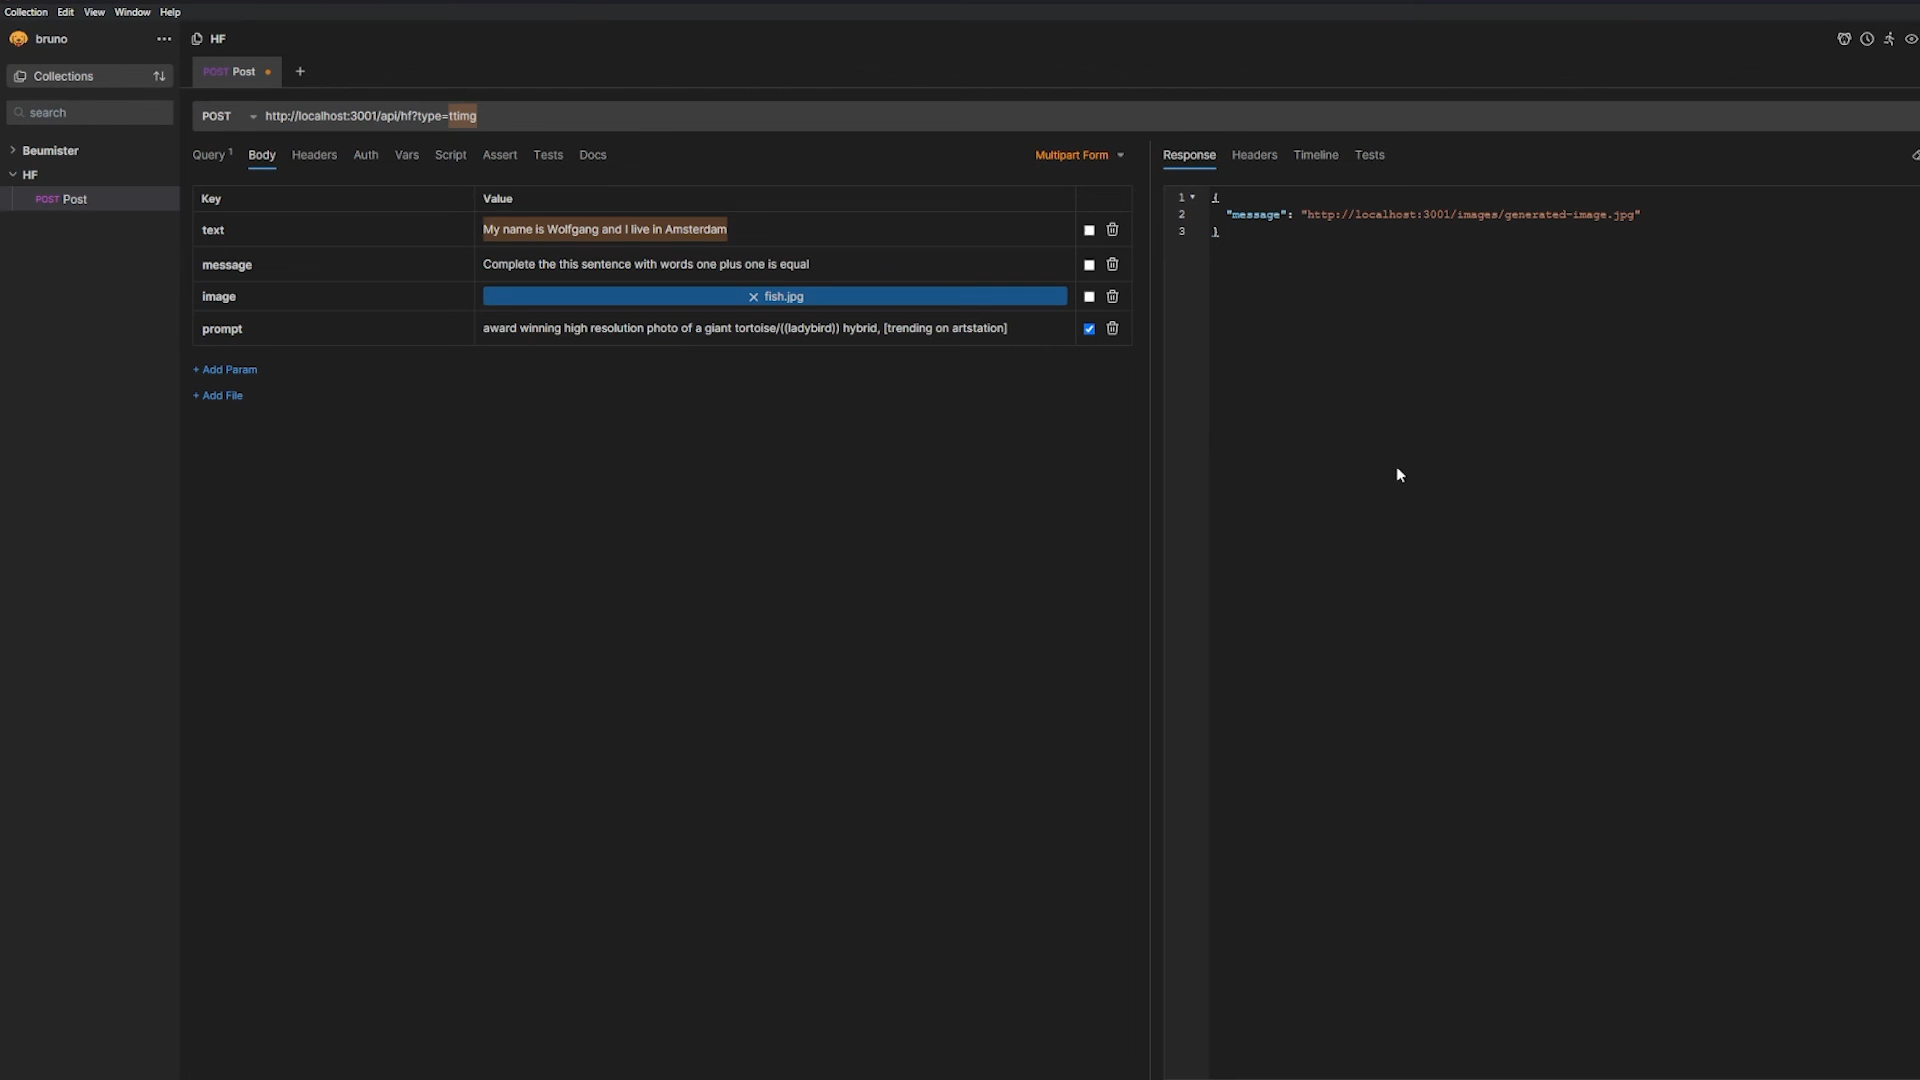 Collection Edit View Window Help
bruno
HF
Collections
POST Post
search
POST http://localhost:3001/api/hf?type=ttimg
Beumister
HF
POST Post
Query 1 Body Headers Auth Vars Script Assert Tests Docs Multipart Form
Key Value
text My name is Wolfgang and I live in Amsterdam
message Complete the this sentence with words one plus one is equal
image fish.jpg
prompt award winning high resolution photo of a giant tortoise/((ladybird)) hybrid, [trending on artstation]
+ Add Param
+ Add File
Response Headers Timeline Tests
1 {
2 "message": "http://localhost:3001/images/generated-image.jpg"
3 }